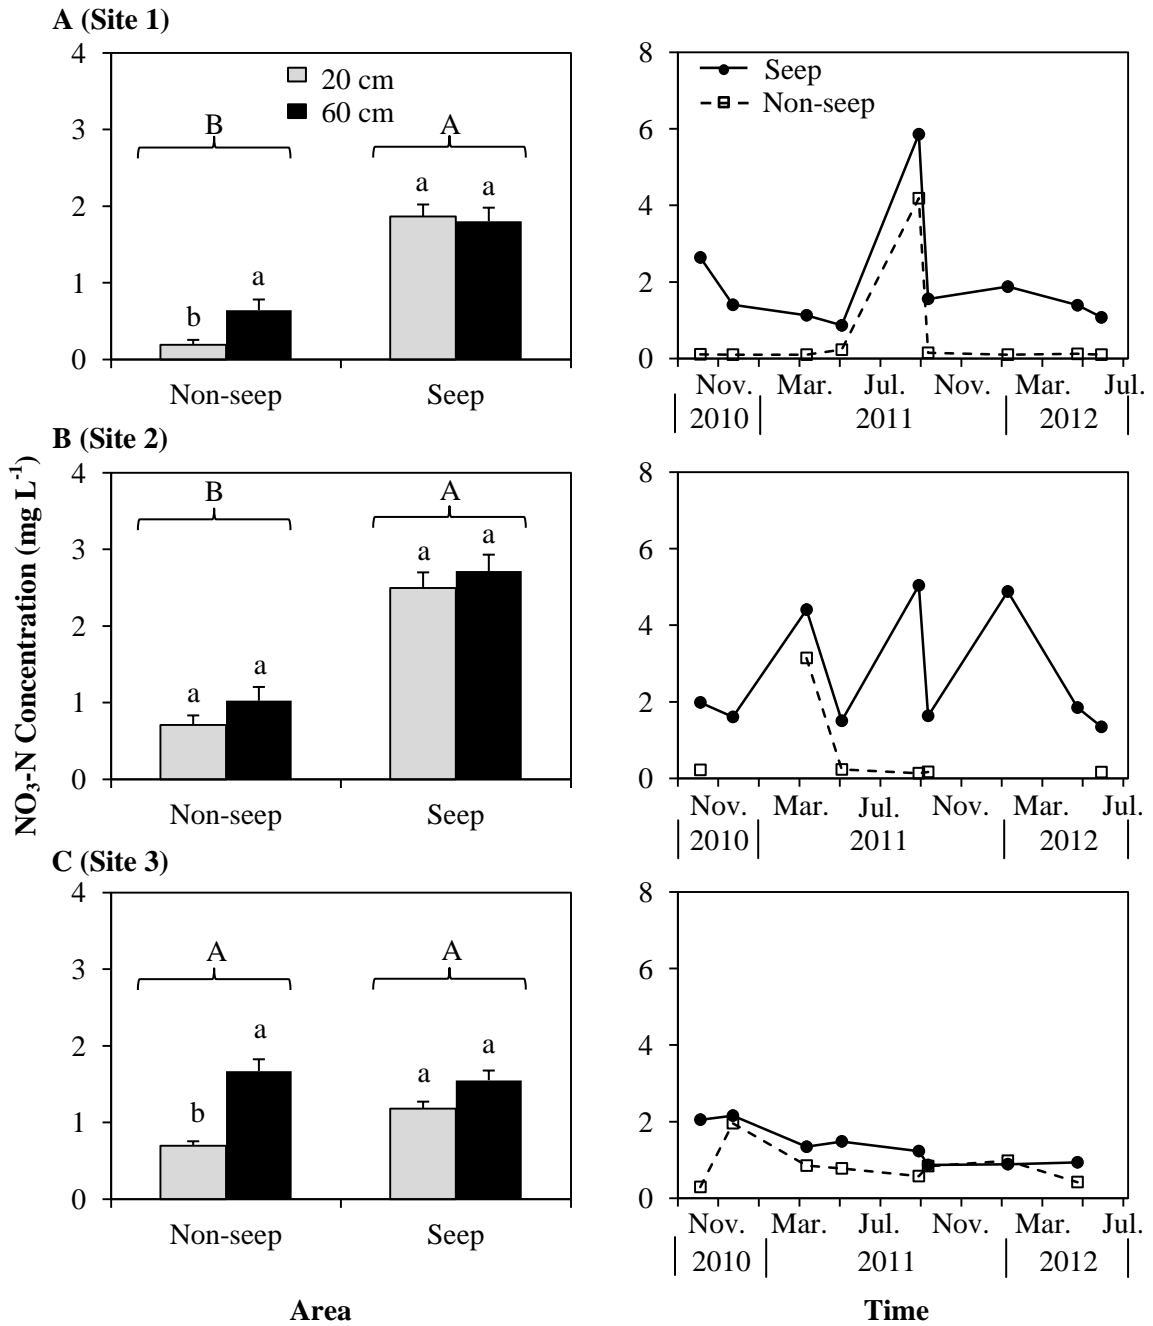 A (Site 1)
4
3
2
1
0
20 cm
60 cm
B
A
b
a
a
a
Non-seep
Seep
8
6
4
2
0
Seep
Non-seep
Nov.
Mar.
Jul.
Nov.
Mar.
Jul.
2010
2011
2012
B (Site 2)
NO₃-N Concentration (mg L⁻¹)
4
3
2
1
0
B
A
a
a
a
a
Non-seep
Seep
8
6
4
2
0
Nov.
Mar.
Jul.
Nov.
Mar.
Jul.
2010
2011
2012
C (Site 3)
4
3
2
1
0
A
A
b
a
a
a
Non-seep
Seep
8
6
4
2
0
Nov.
Mar.
Jul.
Nov.
Mar.
Jul.
2010
2011
2012
Area
Time